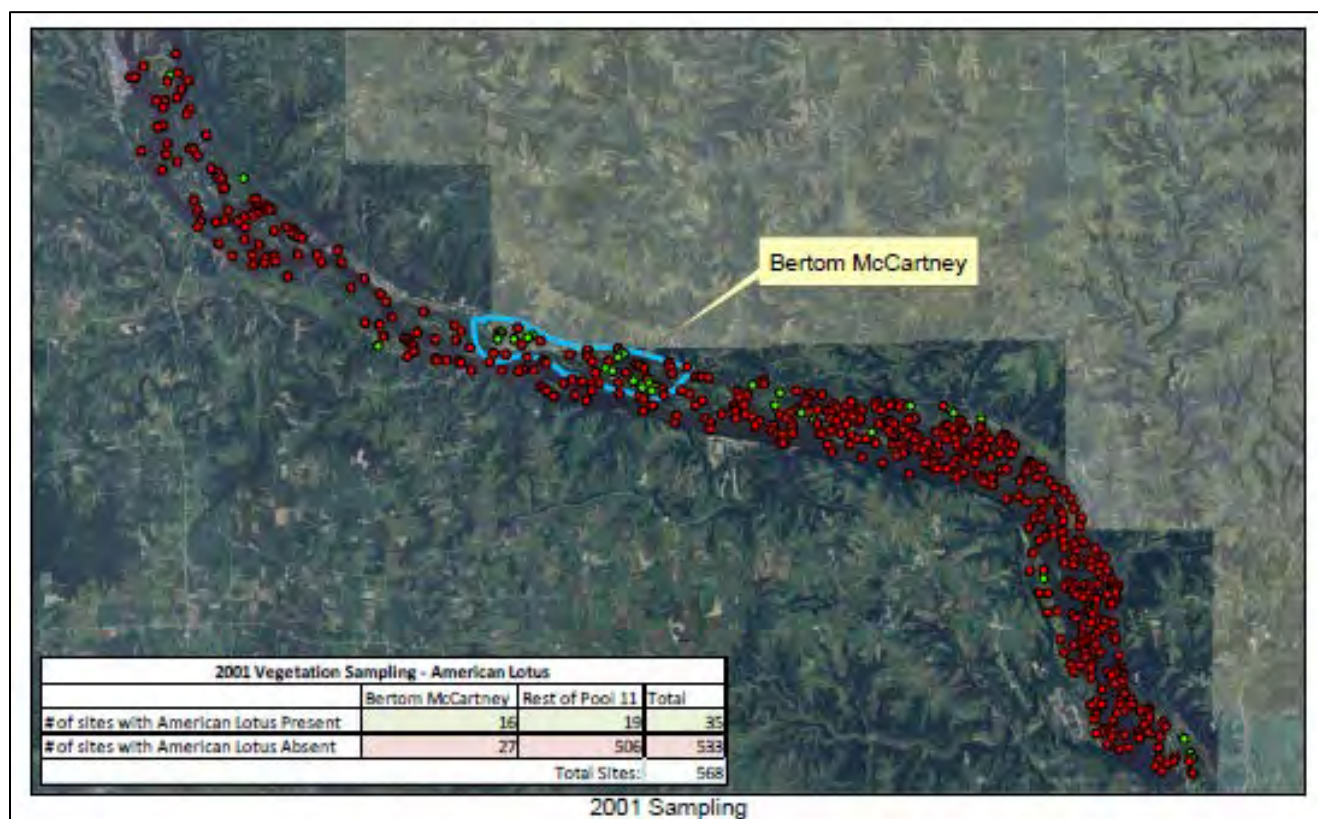 Bertom McCartney
2001 Vegetation Sampling - American Lotus
Bertom McCartney Rest of Pool 11 Total
# of sites with American Lotus Present 16 19 35
# of sites with American Lotus Absent 27 506 533
Total Sites: 568
2001 Sampling